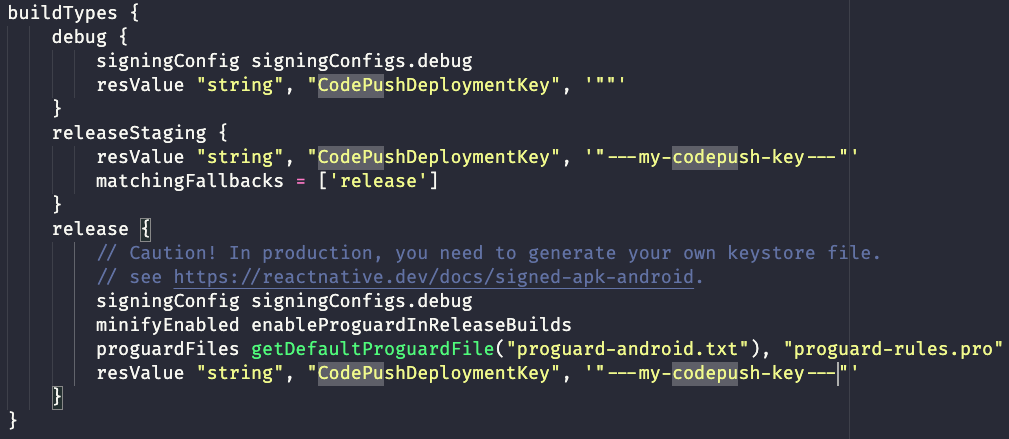 buildTypes {
debug {
signingConfig signingConfigs.debug
resValue "string", "CodePushDeploymentKey", '""'
}
releaseStaging {
resValue "string", "CodePushDeploymentKey", '"---my-codepush-key---"'
matchingFallbacks = ['release']
}
release {
// Caution! In production, you need to generate your own keystore file.
// see https://reactnative.dev/docs/signed-apk-android.
signingConfig signingConfigs.debug
minifyEnabled enableProguardInReleaseBuilds
proguardFiles getDefaultProguardFile("proguard-android.txt"), "proguard-rules.pro"
resValue "string", "CodePushDeploymentKey", '"---my-codepush-key---"'
}
}